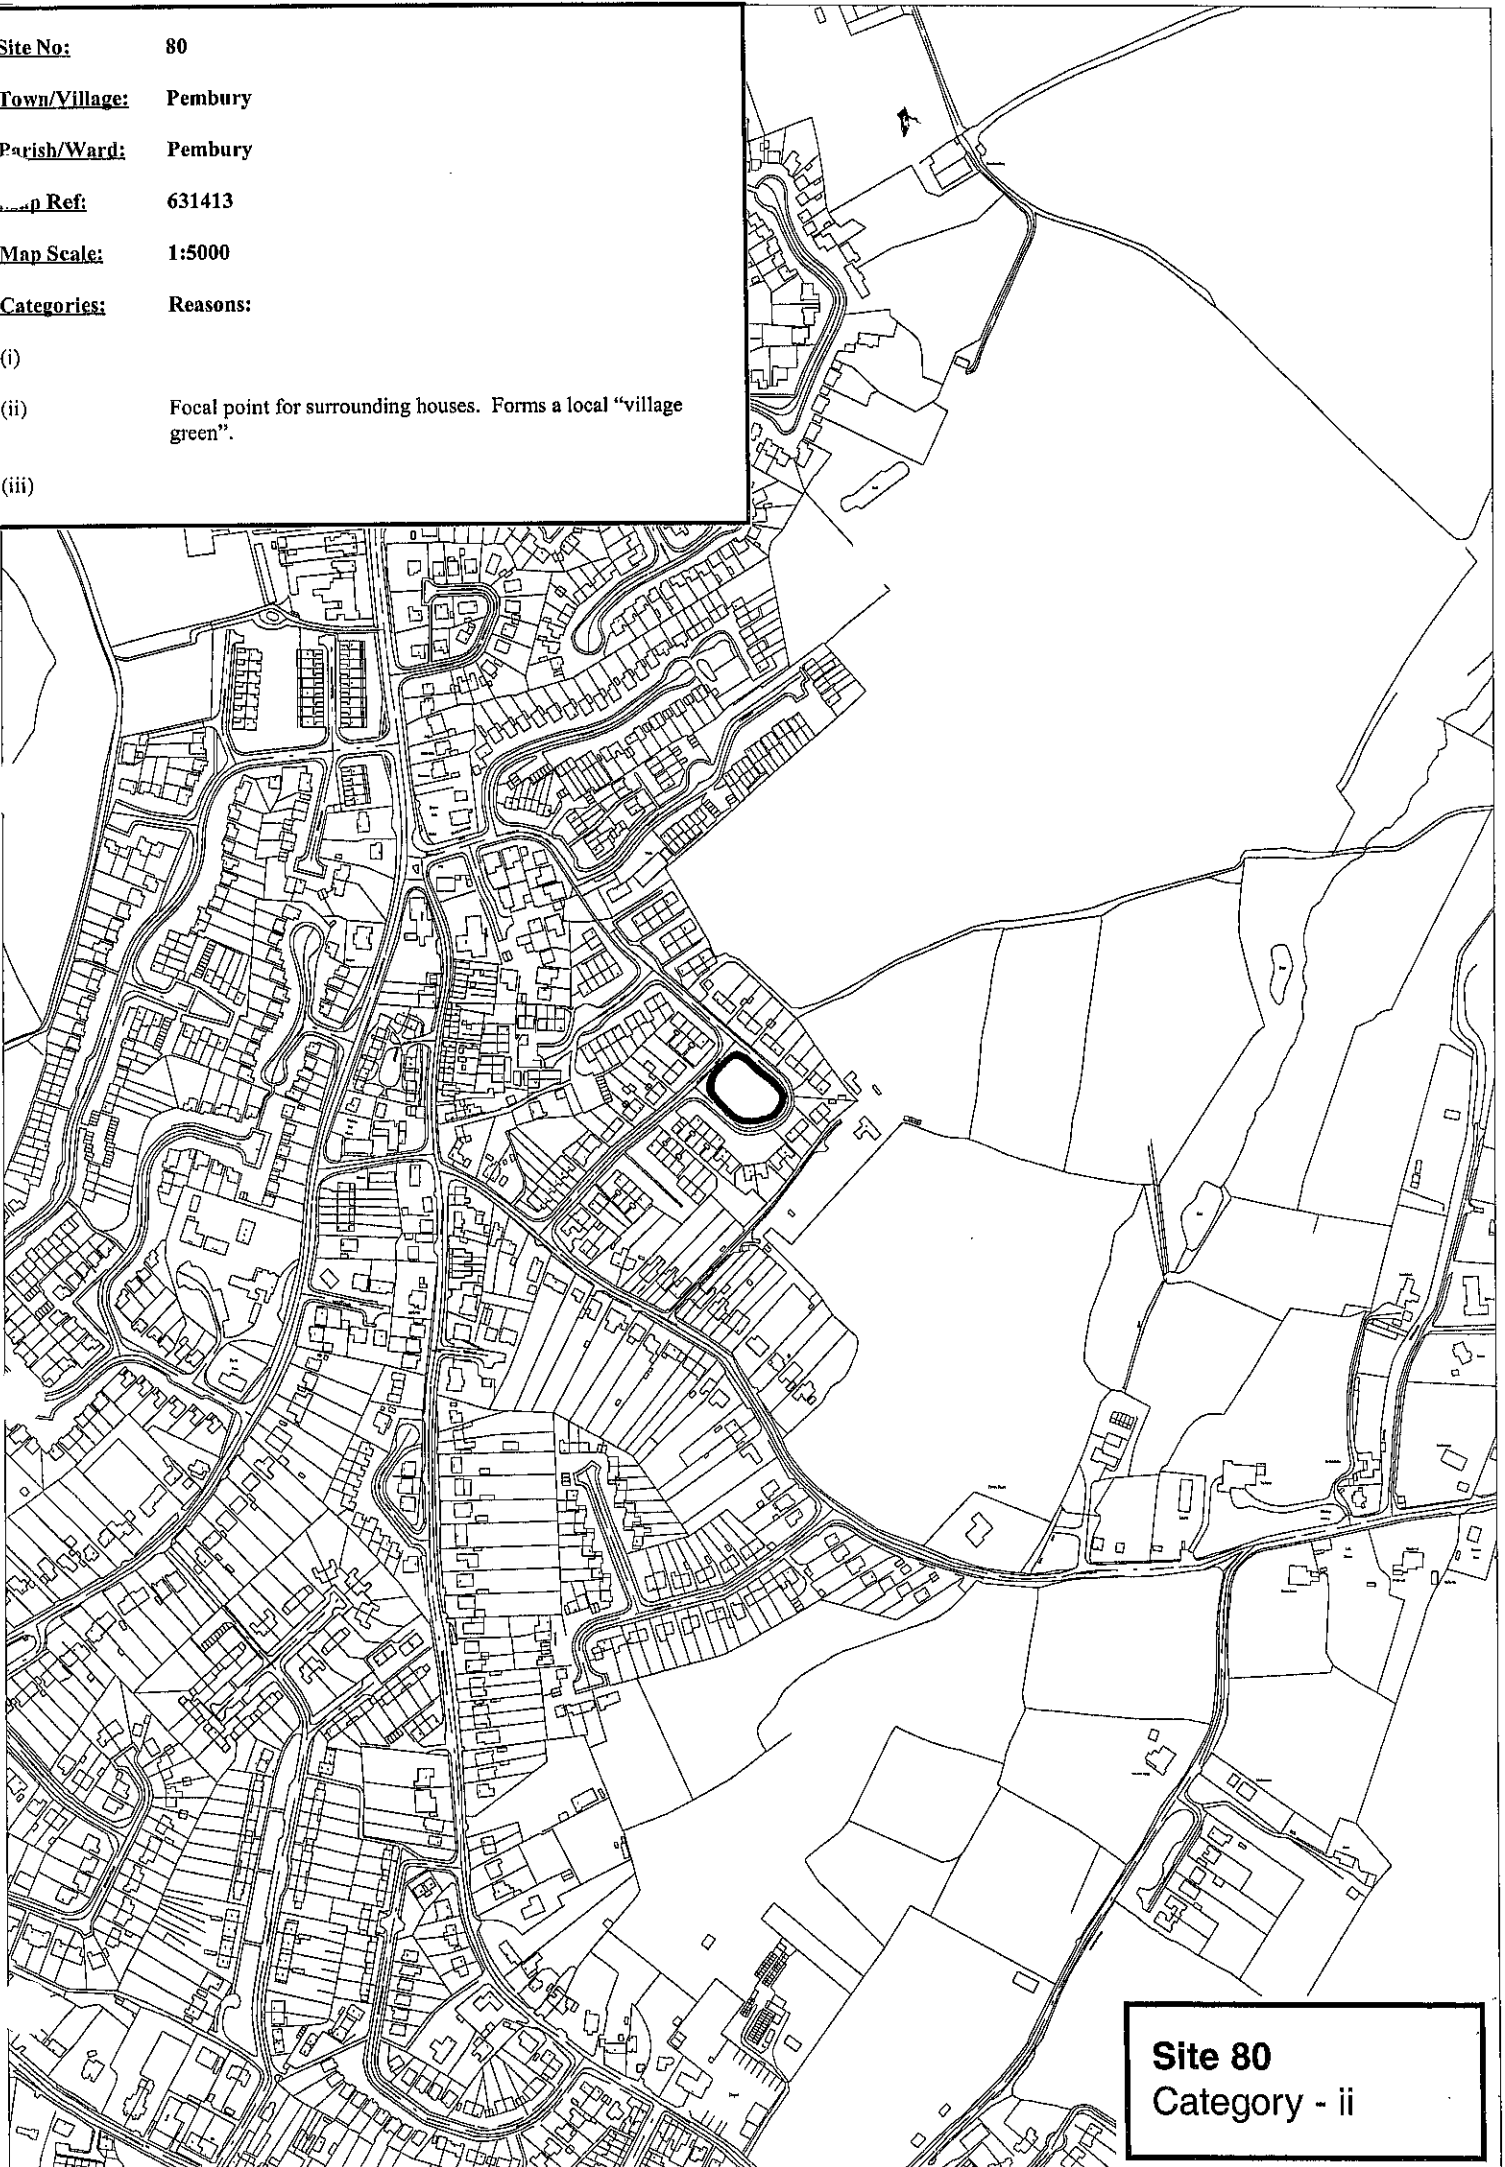 Site No: 80
Town/Village: Pembury
Parish/Ward: Pembury
Ref: 631413
Map Scale: 1:5000
Categories: Reasons:
(i)
(ii) Focal point for surrounding houses. Forms a local “village
green”.
(iii)
Site 80
Category - ii